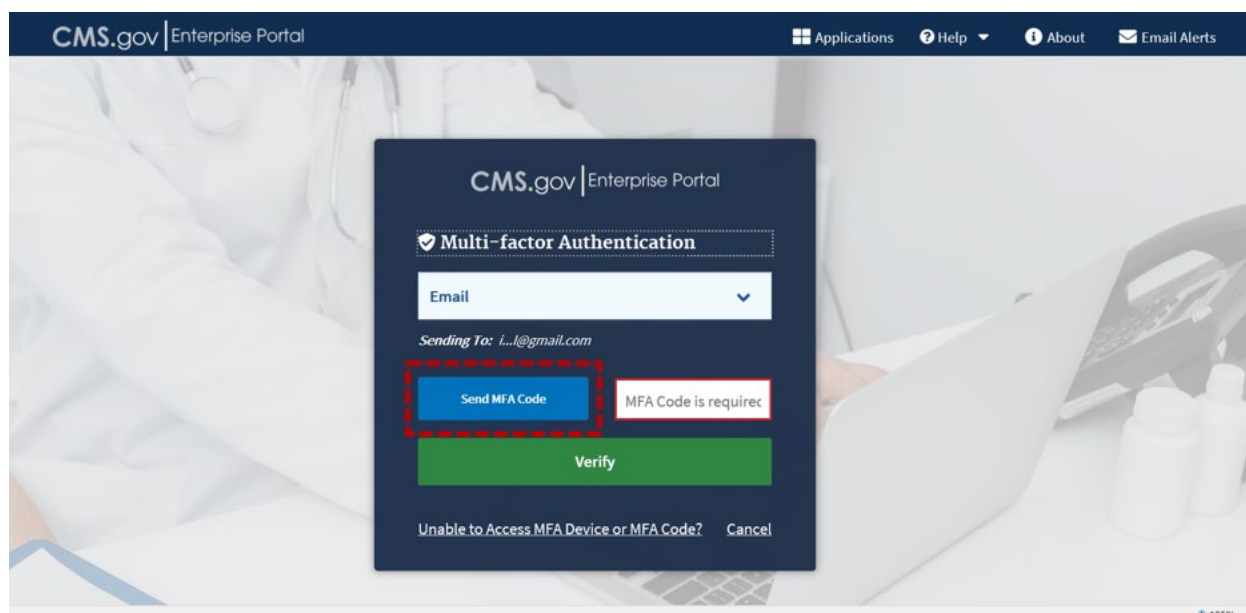 CMS.gov Enterprise Portal
Applications Help About Email Alerts
CMS.gov Enterprise Portal
Multi-factor Authentication
Email
Sending To: i...l@gmail.com
Send MFA Code
MFA Code is required
Verify
Unable to Access MFA Device or MFA Code? Cancel